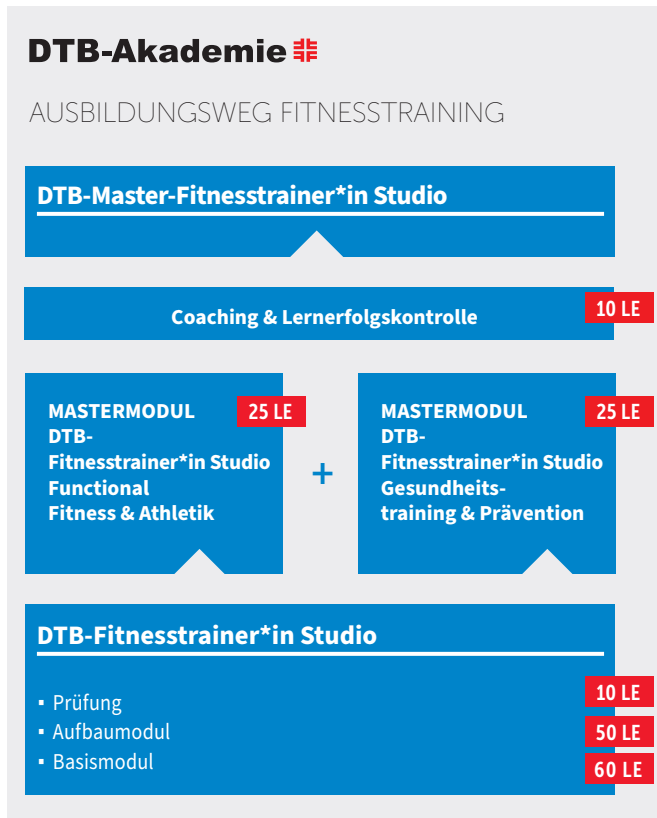 DTB-Akademie
AUSBILDUNGSWEG FITNESSTRAINING
DTB-Master-Fitnesstrainer*in Studio
Coaching & Lernerfolgskontrolle
10 LE
MASTERMODUL
DTB-
Fitnesstrainer*in Studio
Functional
Fitness & Athletik
25 LE
+
MASTERMODUL
DTB-
Fitnesstrainer*in Studio
Gesundheits-
training & Prävention
25 LE
DTB-Fitnesstrainer*in Studio
▪ Prüfung
10 LE
▪ Aufbaumodul
50 LE
▪ Basismodul
60 LE